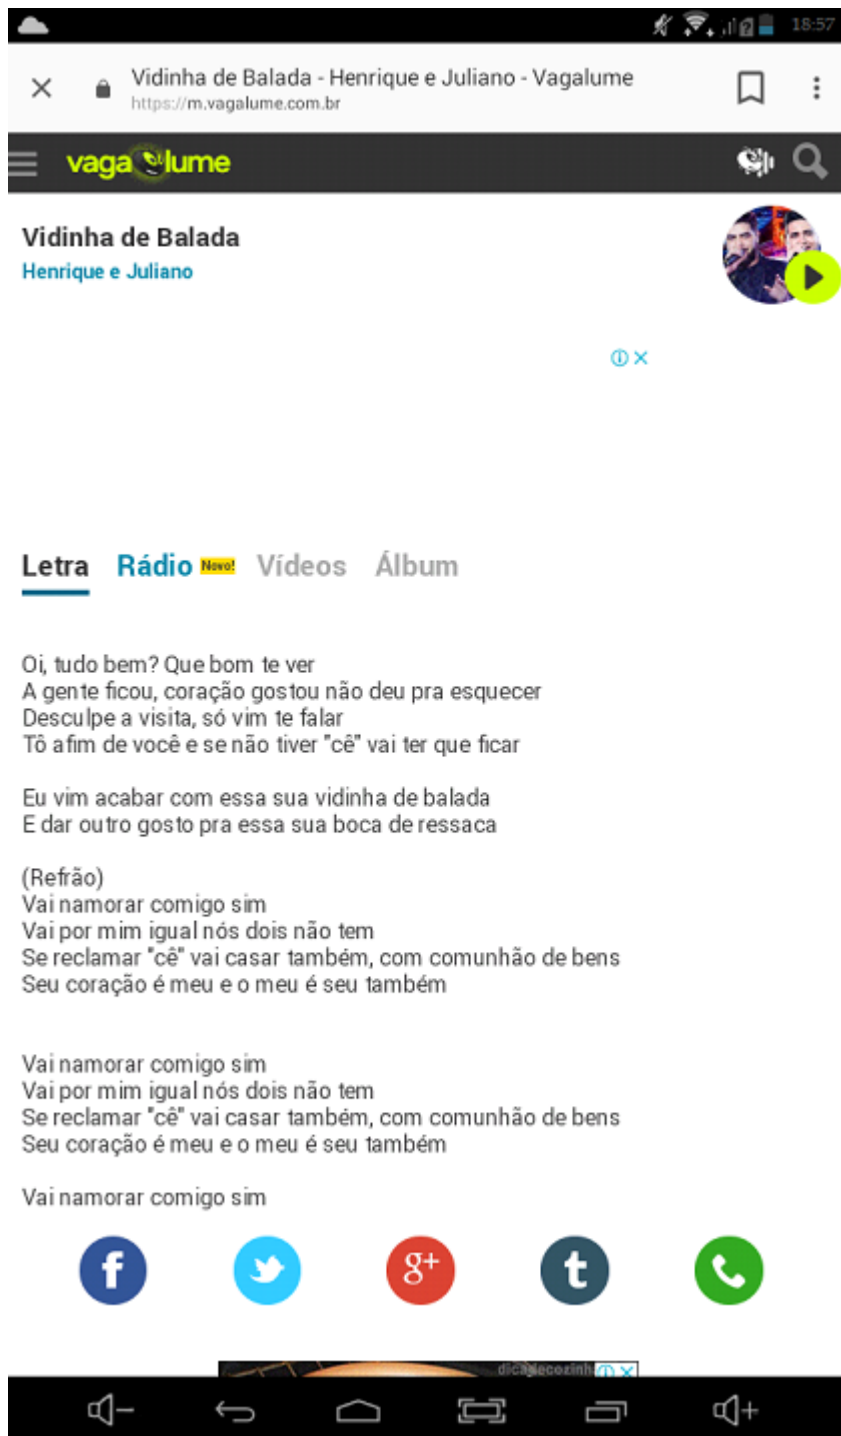 18:57
Vidinha de Balada - Henrique e Juliano - Vagalume
https://m.vagalume.com.br
vagalume
Vidinha de Balada
Henrique e Juliano
Letra Rádio Novo! Vídeos Álbum
Oi, tudo bem? Que bom te ver
A gente ficou, coração gostou não deu pra esquecer
Desculpe a visita, só vim te falar
Tô afim de você e se não tiver "cê" vai ter que ficar
Eu vim acabar com essa sua vidinha de balada
E dar outro gosto pra essa sua boca de ressaca
(Refrão)
Vai namorar comigo sim
Vai por mim igual nós dois não tem
Se reclamar "cê" vai casar também, com comunhão de bens
Seu coração é meu e o meu é seu também
Vai namorar comigo sim
Vai por mim igual nós dois não tem
Se reclamar "cê" vai casar também, com comunhão de bens
Seu coração é meu e o meu é seu também
Vai namorar comigo sim
f g+ t